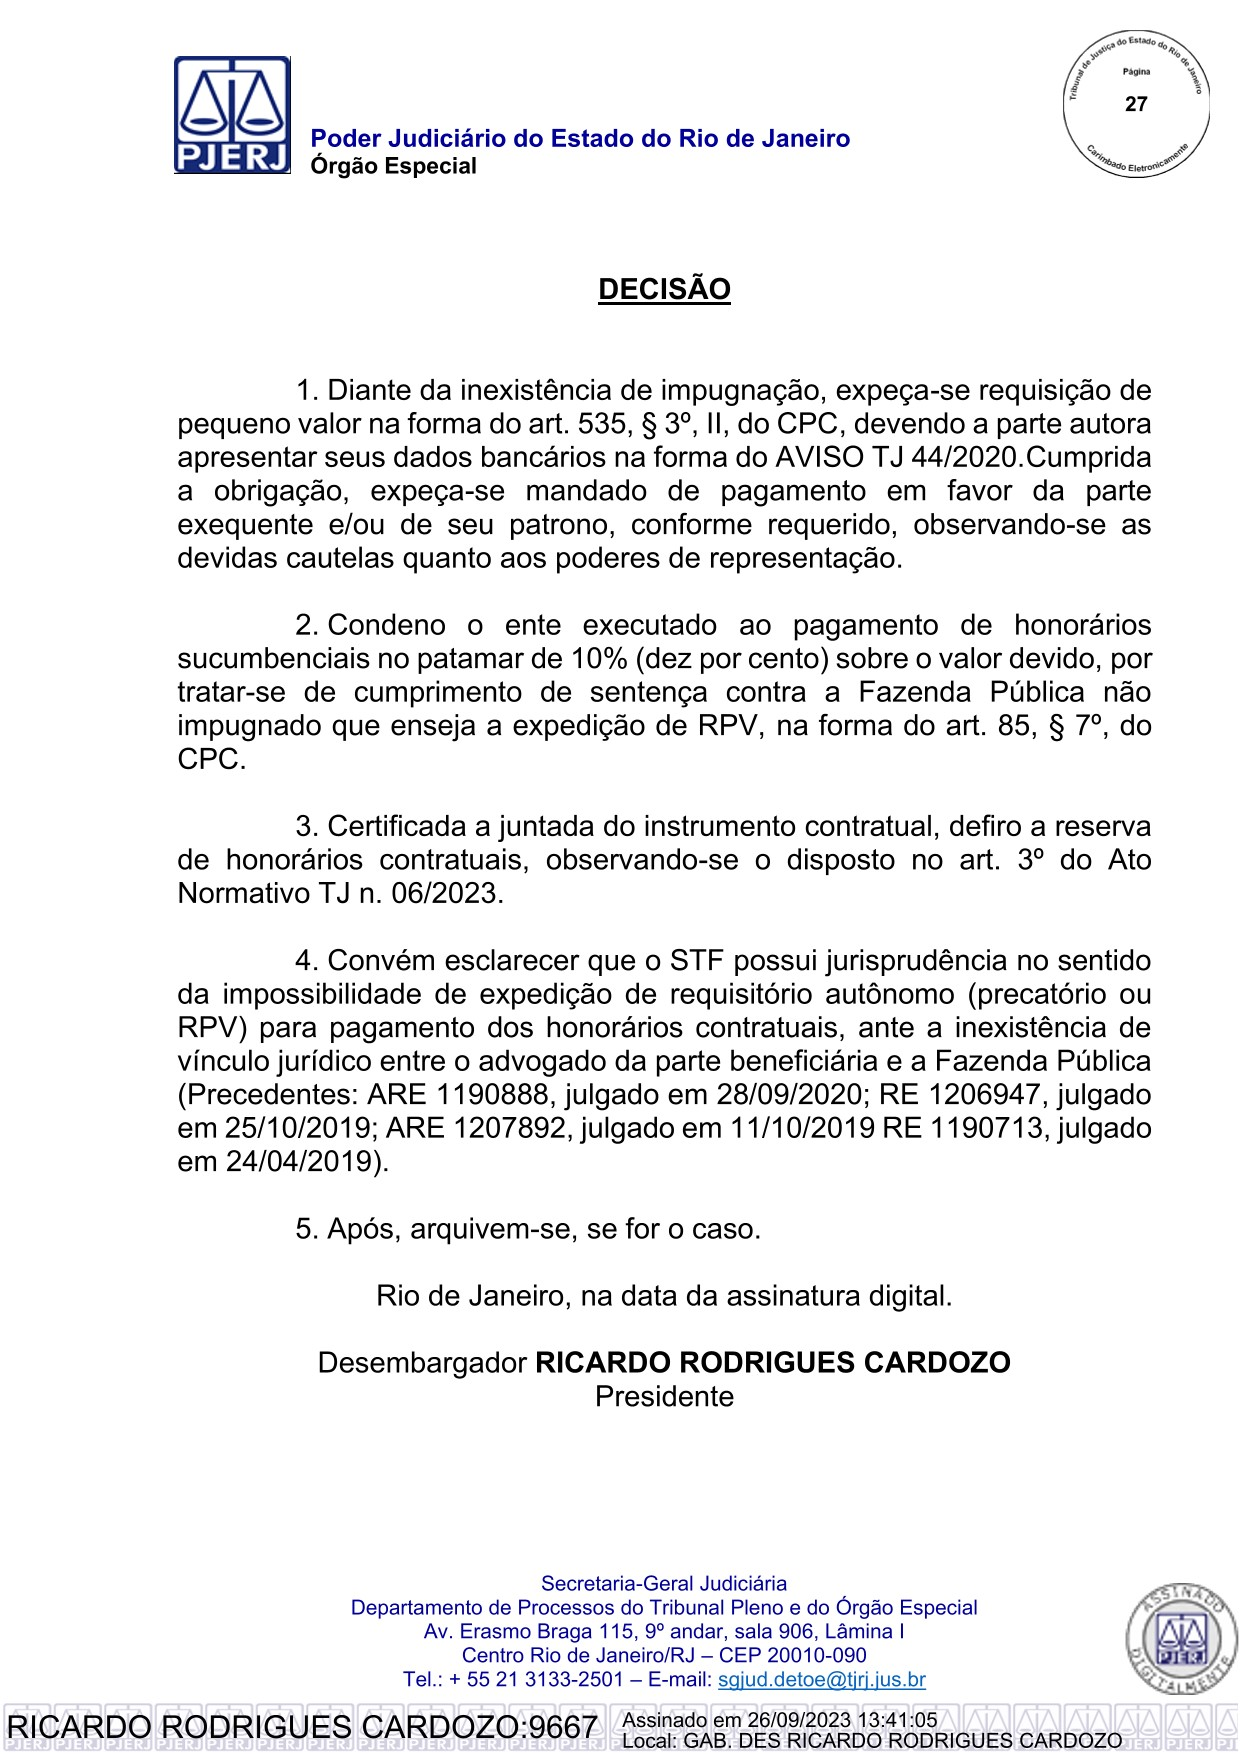 Tribunal de Justiça do Estado do Rio de Janeiro
Página
27
Carimbado Eletronicamente
PJERJ
Poder Judiciário do Estado do Rio de Janeiro
Órgão Especial
DECISÃO
1. Diante da inexistência de impugnação, expeça-se requisição de
pequeno valor na forma do art. 535, § 3º, II, do CPC, devendo a parte autora
apresentar seus dados bancários na forma do AVISO TJ 44/2020.Cumprida
a obrigação, expeça-se mandado de pagamento em favor da parte
exequente e/ou de seu patrono, conforme requerido, observando-se as
devidas cautelas quanto aos poderes de representação.
2. Condeno o ente executado ao pagamento de honorários
sucumbenciais no patamar de 10% (dez por cento) sobre o valor devido, por
tratar-se de cumprimento de sentença contra a Fazenda Pública não
impugnado que enseja a expedição de RPV, na forma do art. 85, § 7º, do
CPC.
3. Certificada a juntada do instrumento contratual, defiro a reserva
de honorários contratuais, observando-se o disposto no art. 3º do Ato
Normativo TJ n. 06/2023.
4. Convém esclarecer que o STF possui jurisprudência no sentido
da impossibilidade de expedição de requisitório autônomo (precatório ou
RPV) para pagamento dos honorários contratuais, ante a inexistência de
vínculo jurídico entre o advogado da parte beneficiária e a Fazenda Pública
(Precedentes: ARE 1190888, julgado em 28/09/2020; RE 1206947, julgado
em 25/10/2019; ARE 1207892, julgado em 11/10/2019 RE 1190713, julgado
em 24/04/2019).
5. Após, arquivem-se, se for o caso.
Rio de Janeiro, na data da assinatura digital.
Desembargador RICARDO RODRIGUES CARDOZO
Presidente
Secretaria-Geral Judiciária
Departamento de Processos do Tribunal Pleno e do Órgão Especial
Av. Erasmo Braga 115, 9º andar, sala 906, Lâmina I
Centro Rio de Janeiro/RJ – CEP 20010-090
Tel.: + 55 21 3133-2501 – E-mail: sgjud.detoe@tjrj.jus.br
ASSINADO
PJERJ
DIGITALMENTE
RICARDO RODRIGUES CARDOZO:9667
Assinado em 26/09/2023 13:41:05
Local: GAB. DES RICARDO RODRIGUES CARDOZO